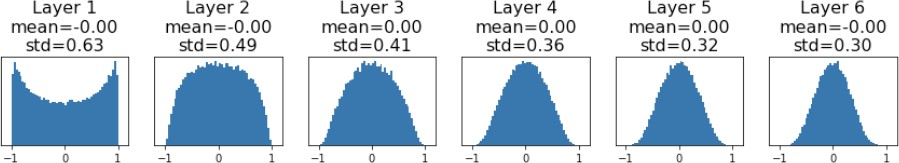 Layer 1
mean=-0.00
std=0.63
Layer 2
mean=-0.00
std=0.49
Layer 3
mean=0.00
std=0.41
Layer 4
mean=0.00
std=0.36
Layer 5
mean=0.00
std=0.32
Layer 6
mean=-0.00
std=0.30
−1 0 1
−1 0 1
−1 0 1
−1 0 1
−1 0 1
−1 0 1